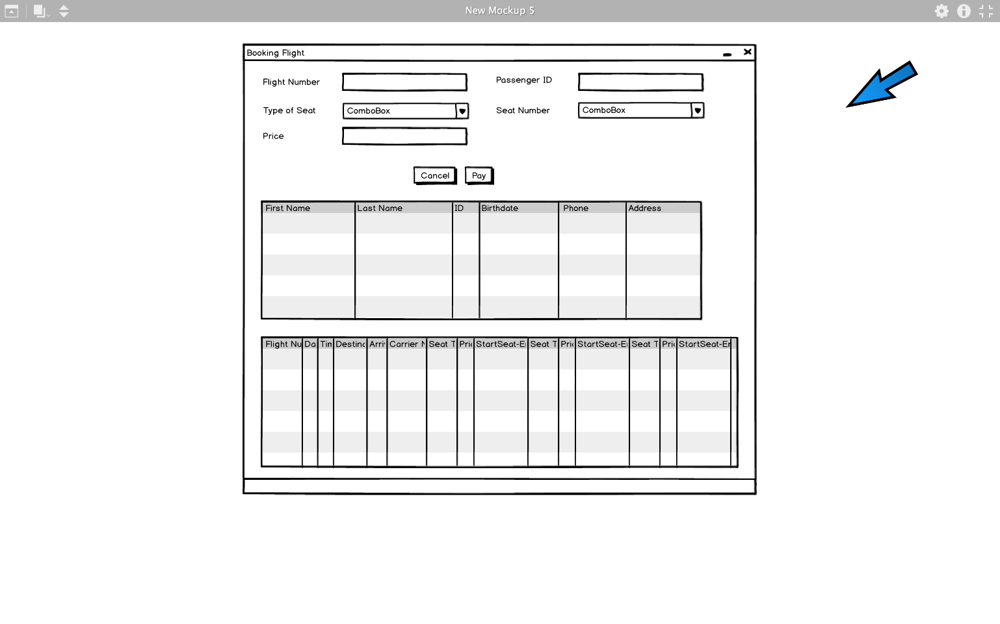 New Mockup 5
Booking Flight
Flight Number
Passenger ID
Type of Seat ComboBox
Seat Number ComboBox
Price
Cancel Pay
First Name Last Name ID Birthdate Phone Address
Flight Nu Da Tin Destinc Arri Carrier N Seat T Pric StartSeat-E Seat T Pric StartSeat-E Seat T Pric StartSeat-Er